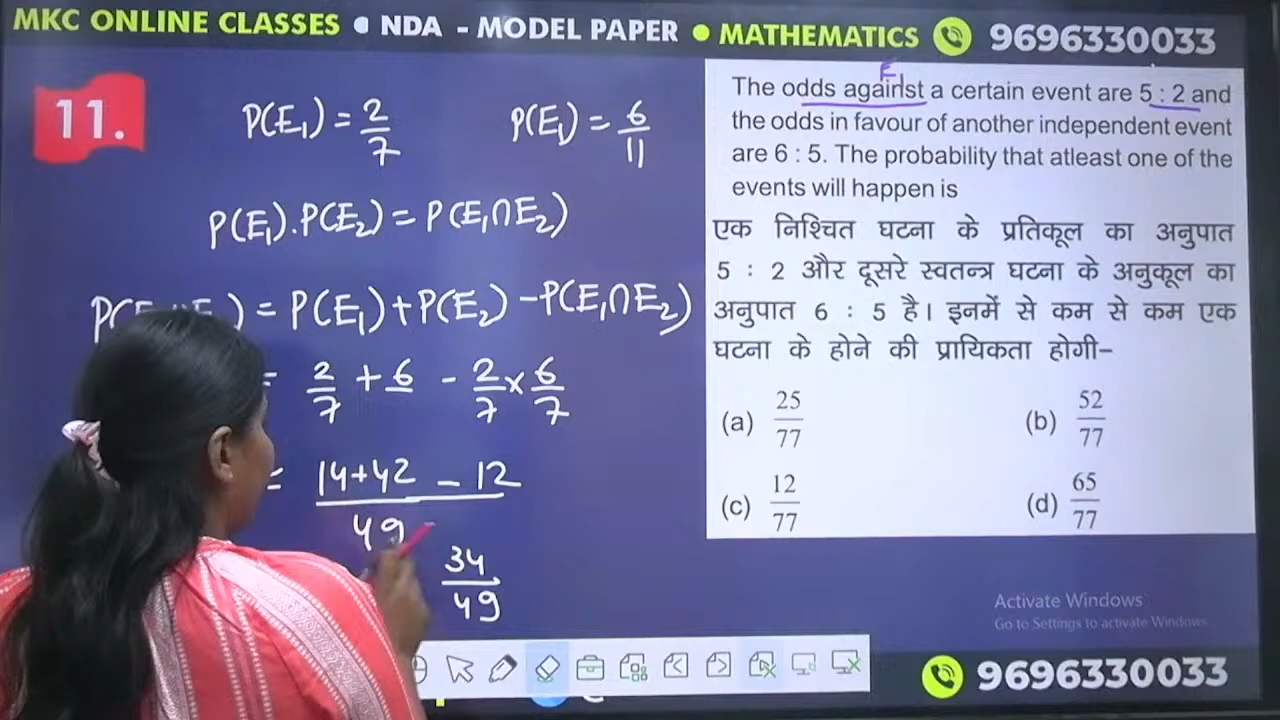 MKC ONLINE CLASSES ● NDA - MODEL PAPER ● MATHEMATICS 9696330033
11.
P(E₁) = 2/7
P(E₁) = 6/11
P(E₁).P(E₂) = P(E₁∩E₂)
= P(E₁) + P(E₂) - P(E₁∩E₂)
= 2/7 + 6 - 2/7 × 6/7
= 14+42 - 12 / 49
34/49
E
The odds against a certain event are 5 : 2 and
the odds in favour of another independent event
are 6 : 5. The probability that atleast one of the
events will happen is
एक निश्चित घटना के प्रतिकूल का अनुपात
5 : 2 और दूसरे स्वतन्त्र घटना के अनुकूल का
अनुपात 6 : 5 है। इनमें से कम से कम एक
घटना के होने की प्रायिकता होगी–
(a) 25/77
(b) 52/77
(c) 12/77
(d) 65/77
Activate Windows
Go to Settings to activate Windows.
9696330033